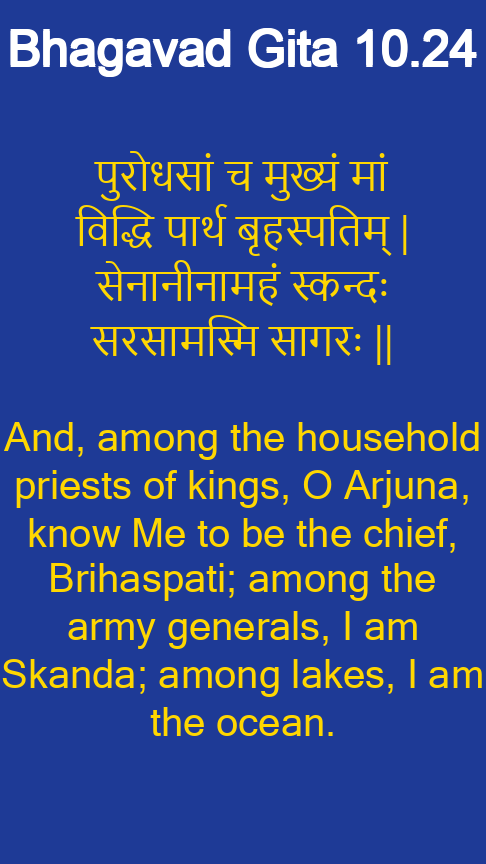 Bhagavad Gita 10.24
पुरोधसां च मुख्यं मां
विद्धि पार्थ बृहस्पतिम् |
सेनानीनामहं स्कन्दः
सरसामस्मि सागरः ||
And, among the household
priests of kings, O Arjuna,
know Me to be the chief,
Brihaspati; among the
army generals, I am
Skanda; among lakes, I am
the ocean.